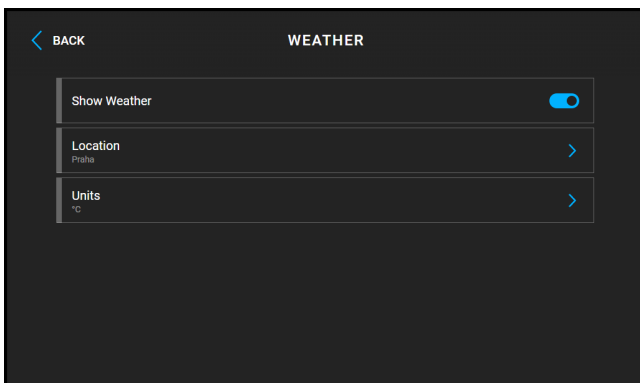 BACK
WEATHER
Show Weather
Location
Praha
Units
°C